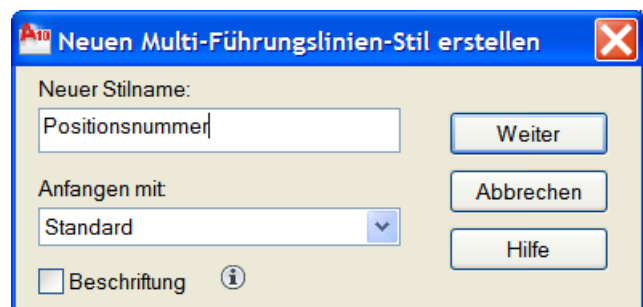 A10 Neuen Multi-Führungslinien-Stil erstellen
Neuer Stilname:
Positionsnummer
Weiter
Anfangen mit:
Abbrechen
Standard
Hilfe
Beschriftung